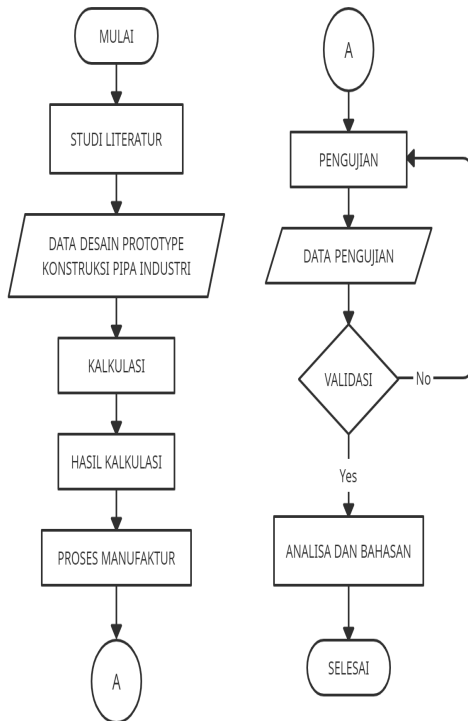 MULAI
STUDI LITERATUR
DATA DESAIN PROTOTYPE
KONSTRUKSI PIPA INDUSTRI
KALKULASI
HASIL KALKULASI
PROSES MANUFAKTUR
A
A
PENGUJIAN
DATA PENGUJIAN
VALIDASI
No
Yes
ANALISA DAN BAHASAN
SELESAI